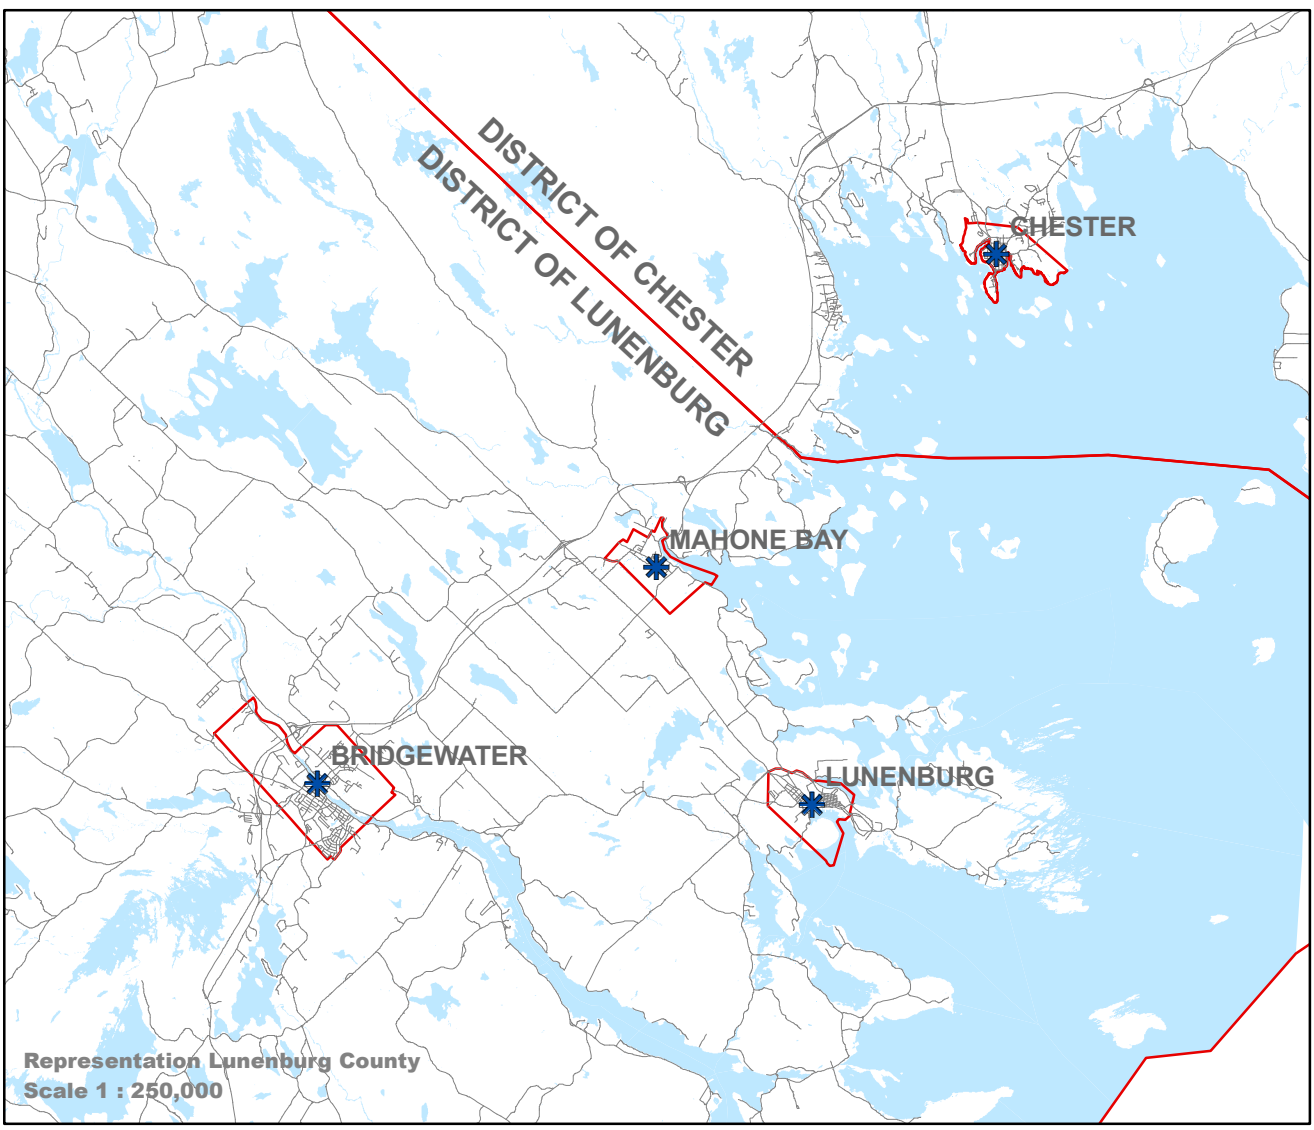 DISTRICT OF CHESTER
DISTRICT OF LUNENBURG
CHESTER
MAHONE BAY
BRIDGEWATER
LUNENBURG
Representation Lunenburg County
Scale 1 : 250,000